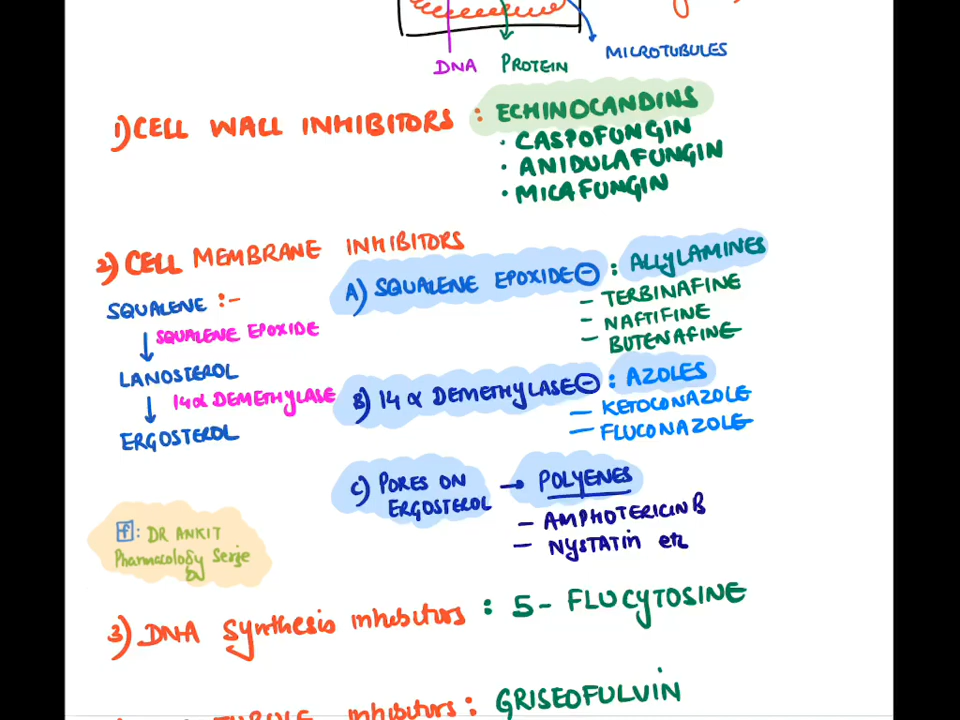 DNA
PROTEIN
MICROTUBULES
1) CELL WALL INHIBITORS : ECHINOCANDINS
• CASPOFUNGIN
• ANIDULAFUNGIN
• MICAFUNGIN
2) CELL MEMBRANE INHIBITORS
SQUALENE :-
↓ SQUALENE EPOXIDE
LANOSTEROL
↓ 14α DEMETHYLASE
ERGOSTEROL
A) SQUALENE EPOXIDE ⊖ : ALLYLAMINES
- TERBINAFINE
- NAFTIFINE
- BUTENAFINE
B) 14 α DEMETHYLASE ⊖ : AZOLES
- KETOCONAZOLE
- FLUCONAZOLE
C) PORES ON
ERGOSTEROL → POLYENES
- AMPHOTERICIN B
- NYSTATIN etc
f : DR ANKIT
Pharmacology
3) DNA synthesis inhibitors : 5- FLUCYTOSINE
inhibitors : GRISEOFULVIN